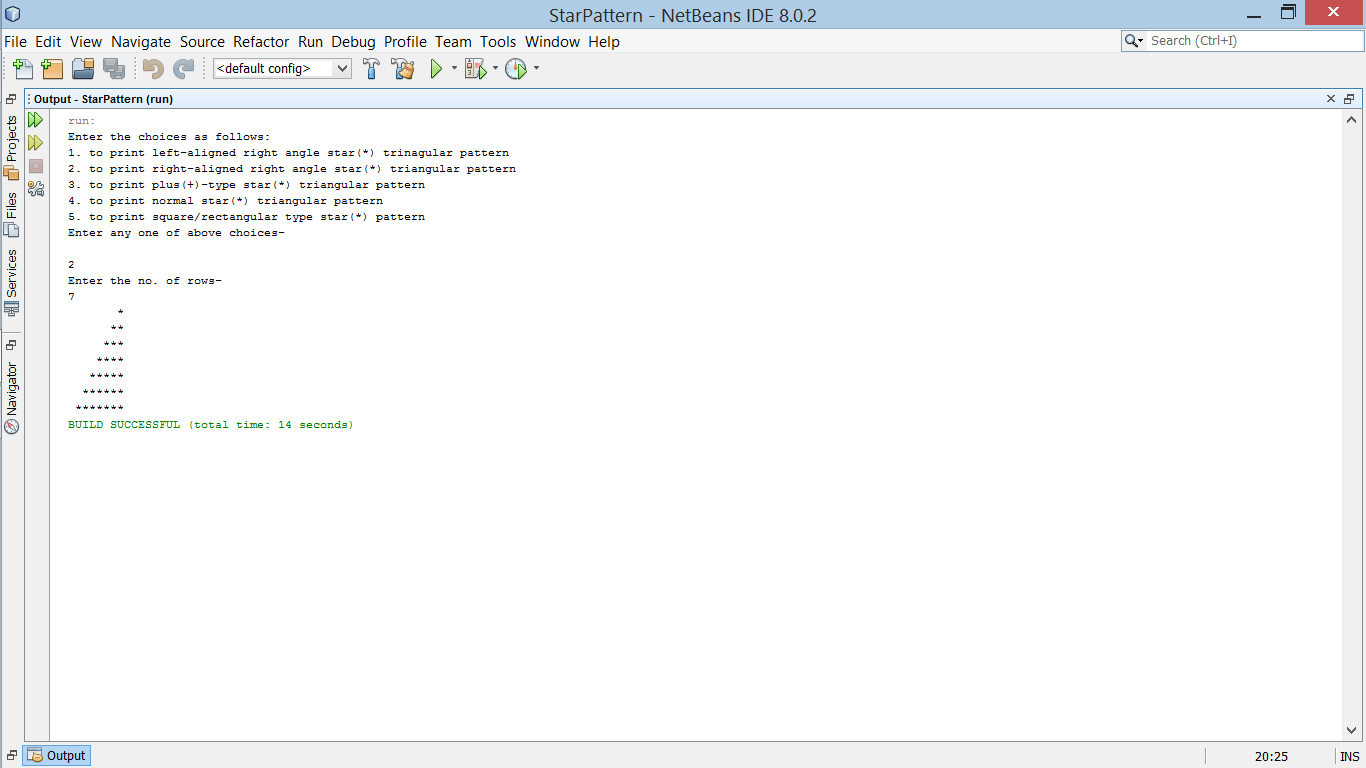 StarPattern - NetBeans IDE 8.0.2
File Edit View Navigate Source Refactor Run Debug Profile Team Tools Window Help
Search (Ctrl+I)
<default config>
Output - StarPattern (run)
Projects
Files
Services
Navigator
run:
Enter the choices as follows:
1. to print left-aligned right angle star(*) trinagular pattern
2. to print right-aligned right angle star(*) triangular pattern
3. to print plus(+)-type star(*) triangular pattern
4. to print normal star(*) triangular pattern
5. to print square/rectangular type star(*) pattern
Enter any one of above choices-
2
Enter the no. of rows-
7
       *
      **
     ***
    ****
   *****
  ******
 *******
BUILD SUCCESSFUL (total time: 14 seconds)
Output
20:25
INS